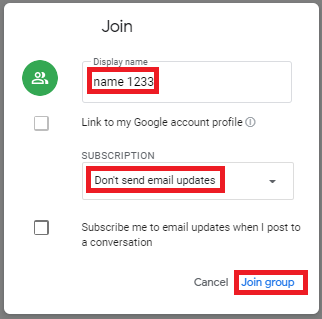 Join
Display name
name 1233
Link to my Google account profile
SUBSCRIPTION
Don't send email updates
Subscribe me to email updates when I post to
a conversation
Cancel Join group